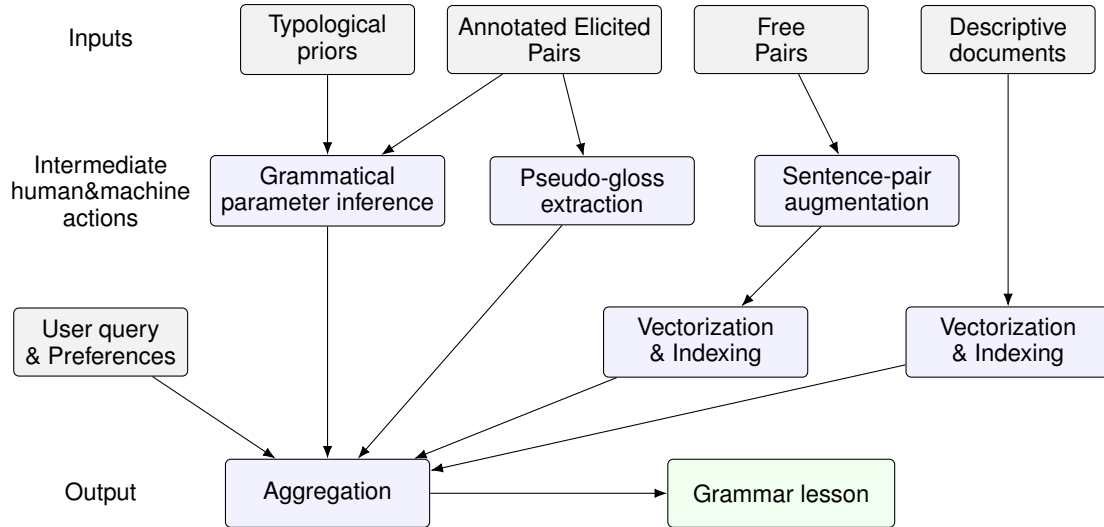 Inputs
Typological
priors
Annotated Elicited
Pairs
Free
Pairs
Descriptive
documents
Intermediate
human&machine
actions
Grammatical
parameter inference
Pseudo-gloss
extraction
Sentence-pair
augmentation
User query
& Preferences
Vectorization
& Indexing
Vectorization
& Indexing
Output
Aggregation
Grammar lesson